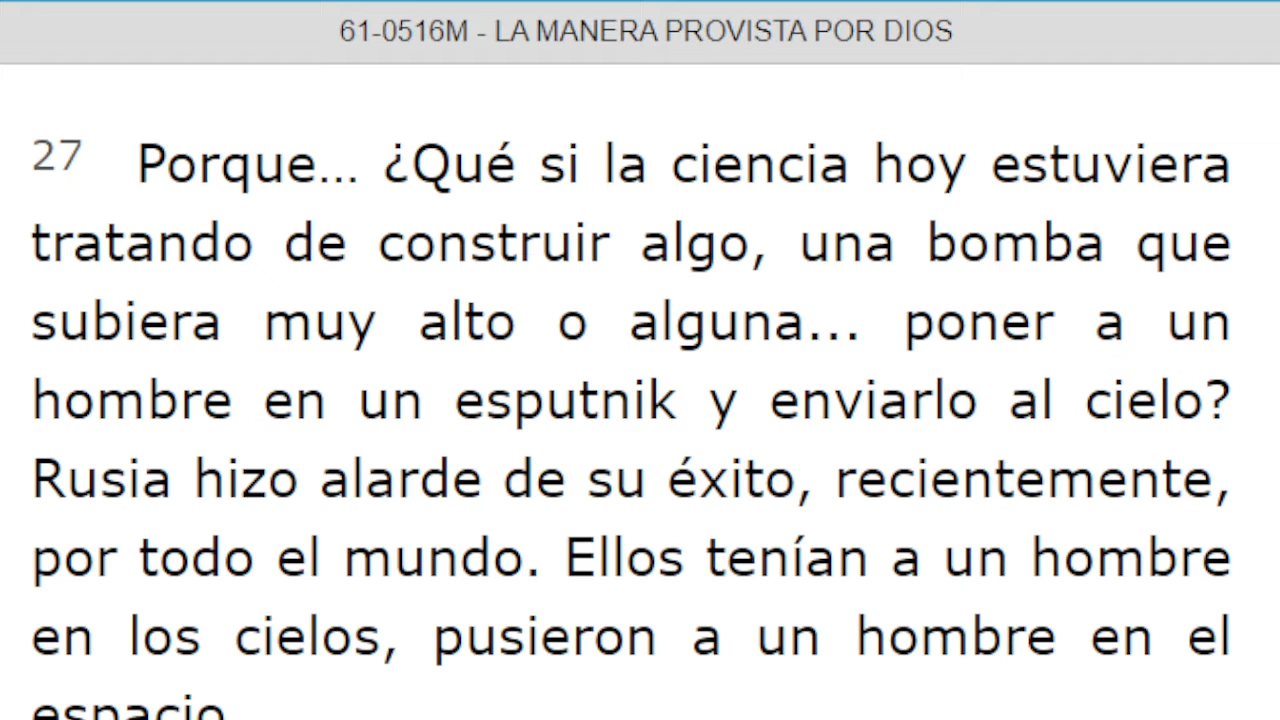 61-0516M - LA MANERA PROVISTA POR DIOS
27 Porque... ¿Qué si la ciencia hoy estuviera
tratando de construir algo, una bomba que
subiera muy alto o alguna... poner a un
hombre en un esputnik y enviarlo al cielo?
Rusia hizo alarde de su éxito, recientemente,
por todo el mundo. Ellos tenían a un hombre
en los cielos, pusieron a un hombre en el
espacio